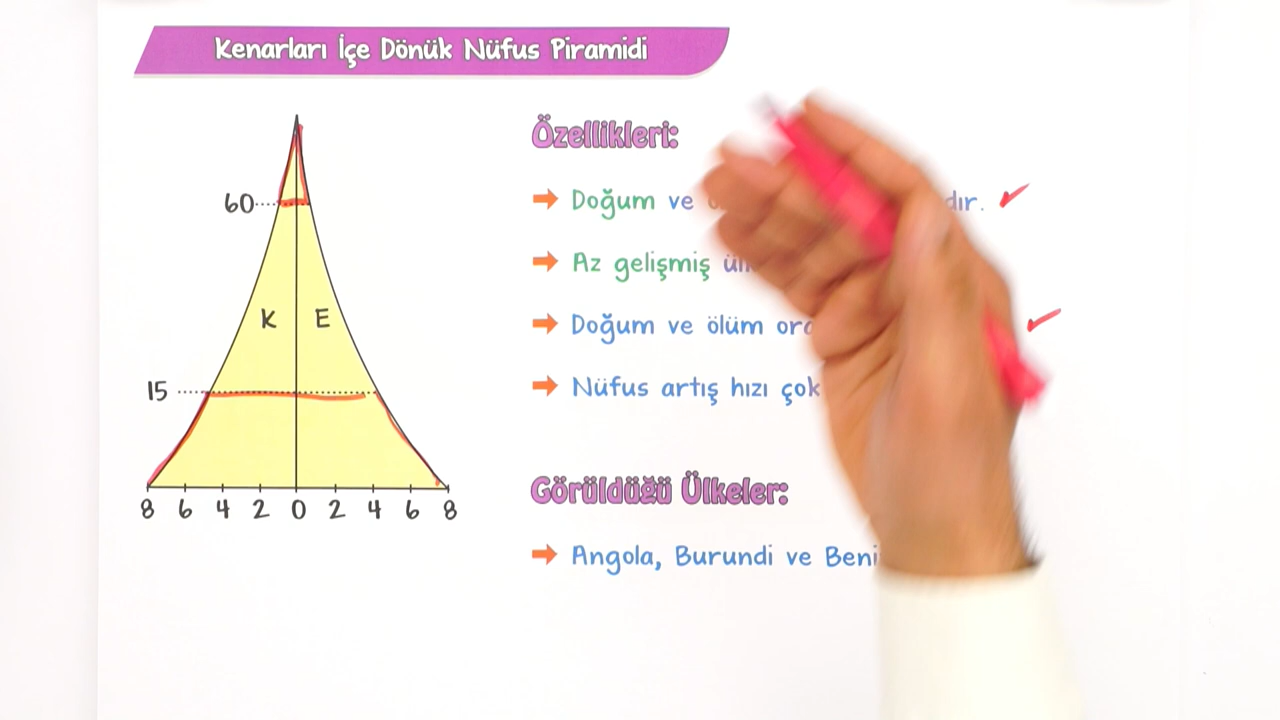 Kenarları İçe Dönük Nüfus Piramidi
Özellikleri:
Doğum ve
Az gelişmiş
Doğum ve ölüm
Nüfus artış hızı çok
60
K E
15
8 6 4 2 0 2 4 6 8
Görüldüğü Ülkeler:
Angola, Burundi ve